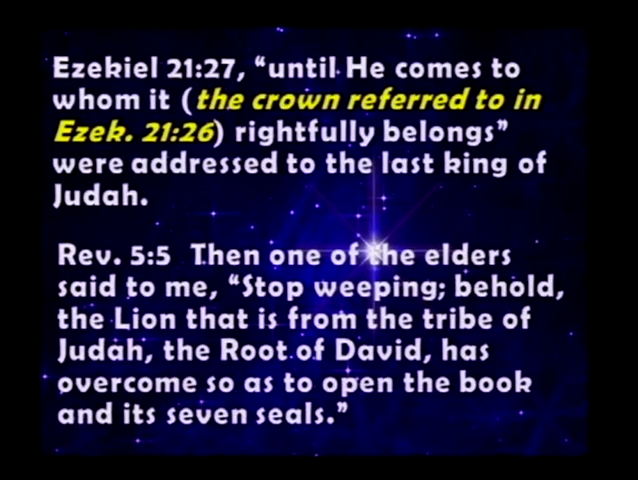 Ezekiel 21:27, “until He comes to
whom it (the crown referred to in
Ezek. 21:26) rightfully belongs”
were addressed to the last king of
Judah.
Rev. 5:5 Then one of the elders
said to me, “Stop weeping; behold,
the Lion that is from the tribe of
Judah, the Root of David, has
overcome so as to open the book
and its seven seals.”